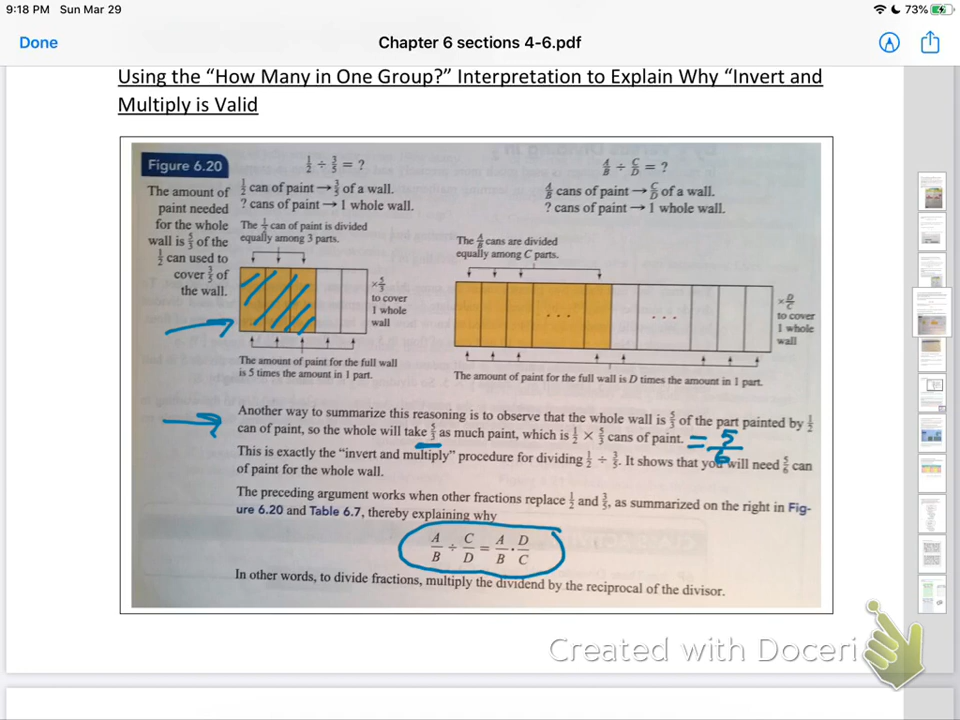 9:18 PM Sun Mar 29
73%
Done
Chapter 6 sections 4-6.pdf
Using the “How Many in One Group?” Interpretation to Explain Why “Invert and
Multiply is Valid
Figure 6.20
The amount of
paint needed
for the whole
wall is 5/3 of the
1/2 can used to
cover 3/5 of
the wall.
1/2 ÷ 3/5 = ?
1/2 can of paint → 3/5 of a wall.
? cans of paint → 1 whole wall.
The 1/2 can of paint is divided
equally among 3 parts.
×5/3
to cover
1 whole
wall
The amount of paint for the full wall
is 5 times the amount in 1 part.
A/B ÷ C/D = ?
A/B cans of paint → C/D of a wall.
? cans of paint → 1 whole wall.
The A/B cans are divided
equally among C parts.
. . .
. . .
×D/C
to cover
1 whole
wall
The amount of paint for the full wall is D times the amount in 1 part.
Another way to summarize this reasoning is to observe that the whole wall is 5/3 of the part painted by 1/2
can of paint, so the whole will take 5/3 as much paint, which is 1/2 × 5/3 cans of paint. = 5/6
This is exactly the “invert and multiply” procedure for dividing 1/2 ÷ 3/5. It shows that you will need 5/6 can
of paint for the whole wall.
The preceding argument works when other fractions replace 1/2 and 3/5, as summarized on the right in Fig-
ure 6.20 and Table 6.7, thereby explaining why
A/B ÷ C/D = A/B · D/C
In other words, to divide fractions, multiply the dividend by the reciprocal of the divisor.
Created with Doceri